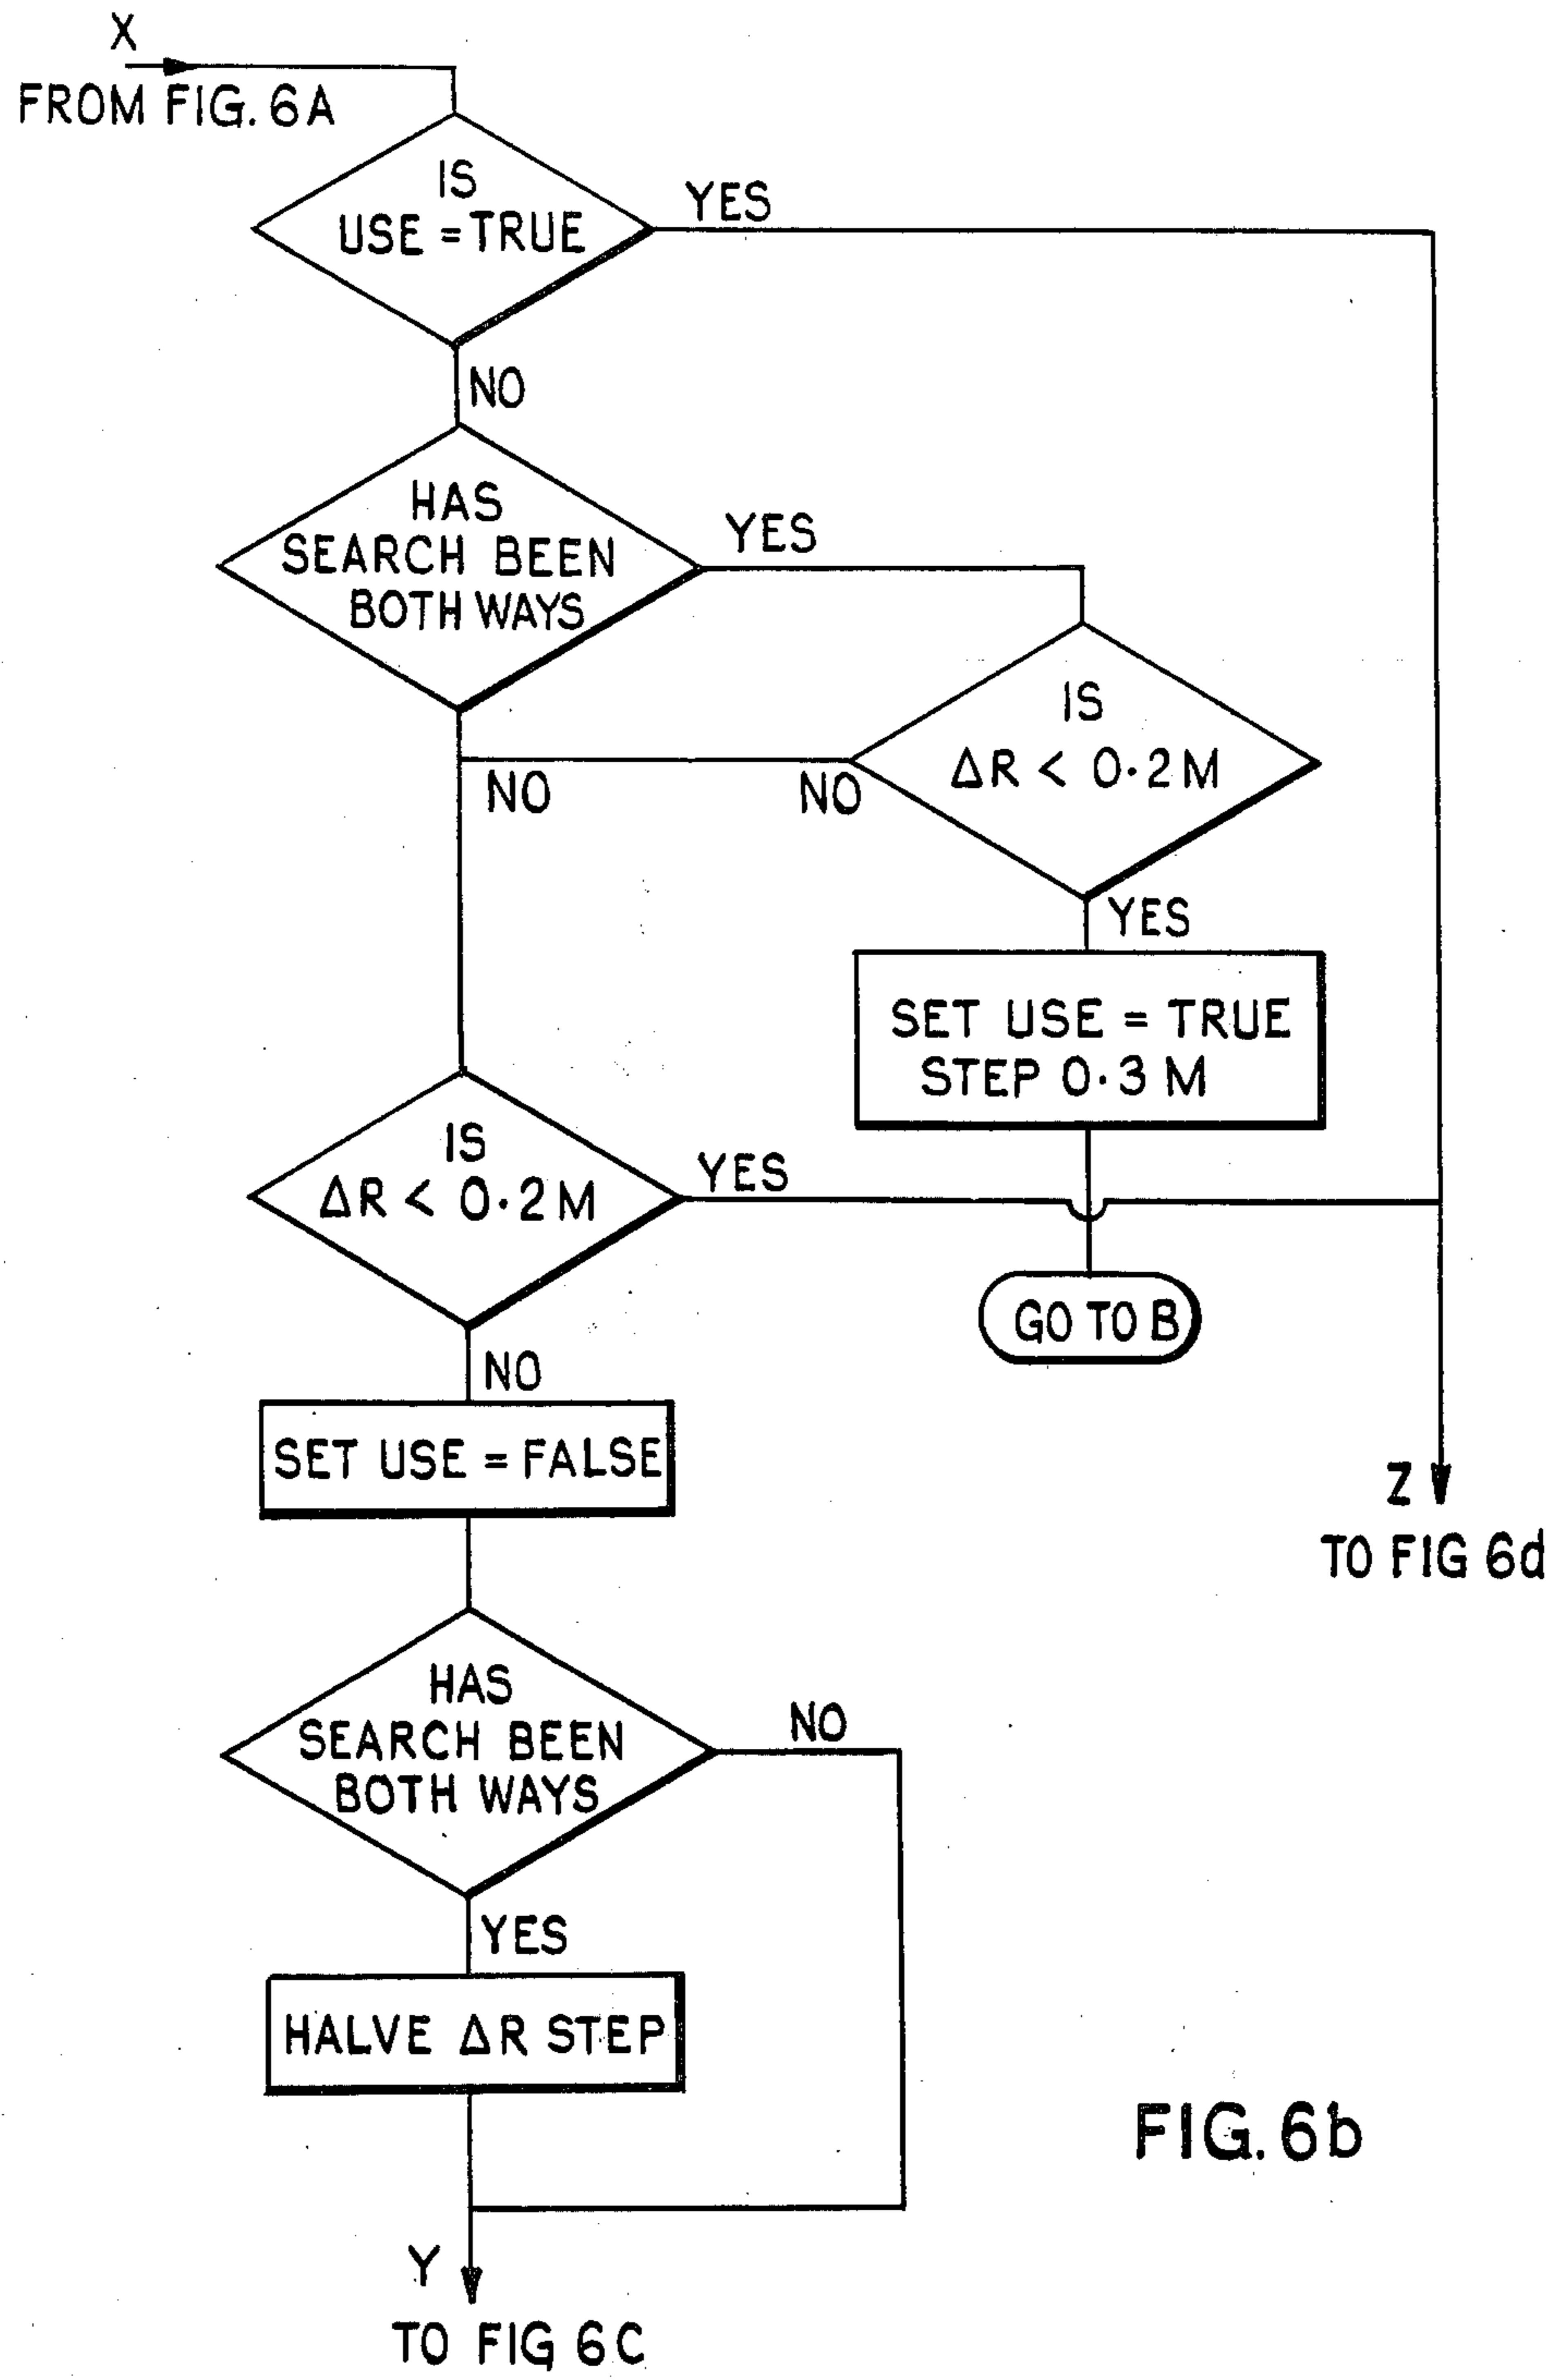 X
FROM FIG. 6A
IS
USE = TRUE
YES
NO
HAS
SEARCH BEEN
BOTH WAYS
YES
IS
ΔR < 0·2 M
NO
NO
YES
SET USE = TRUE
STEP 0·3 M
IS
ΔR < 0·2 M
YES
GO TO B
NO
SET USE = FALSE
Z
TO FIG 6d
HAS
SEARCH BEEN
BOTH WAYS
NO
YES
HALVE ΔR STEP
FIG. 6b
Y
TO FIG 6C